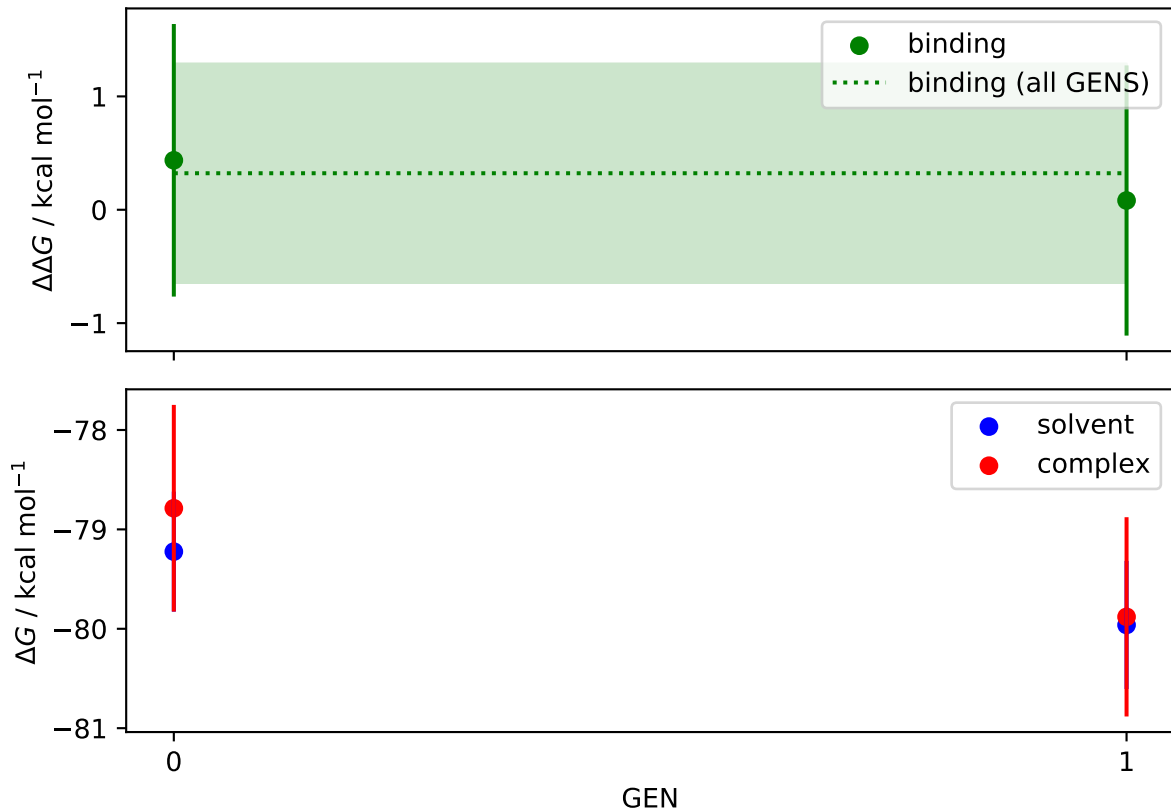 binding
binding (all GENS)
1
0
−1
ΔΔG / kcal mol⁻¹
solvent
complex
−78
−79
−80
−81
ΔG / kcal mol⁻¹
0 1
GEN